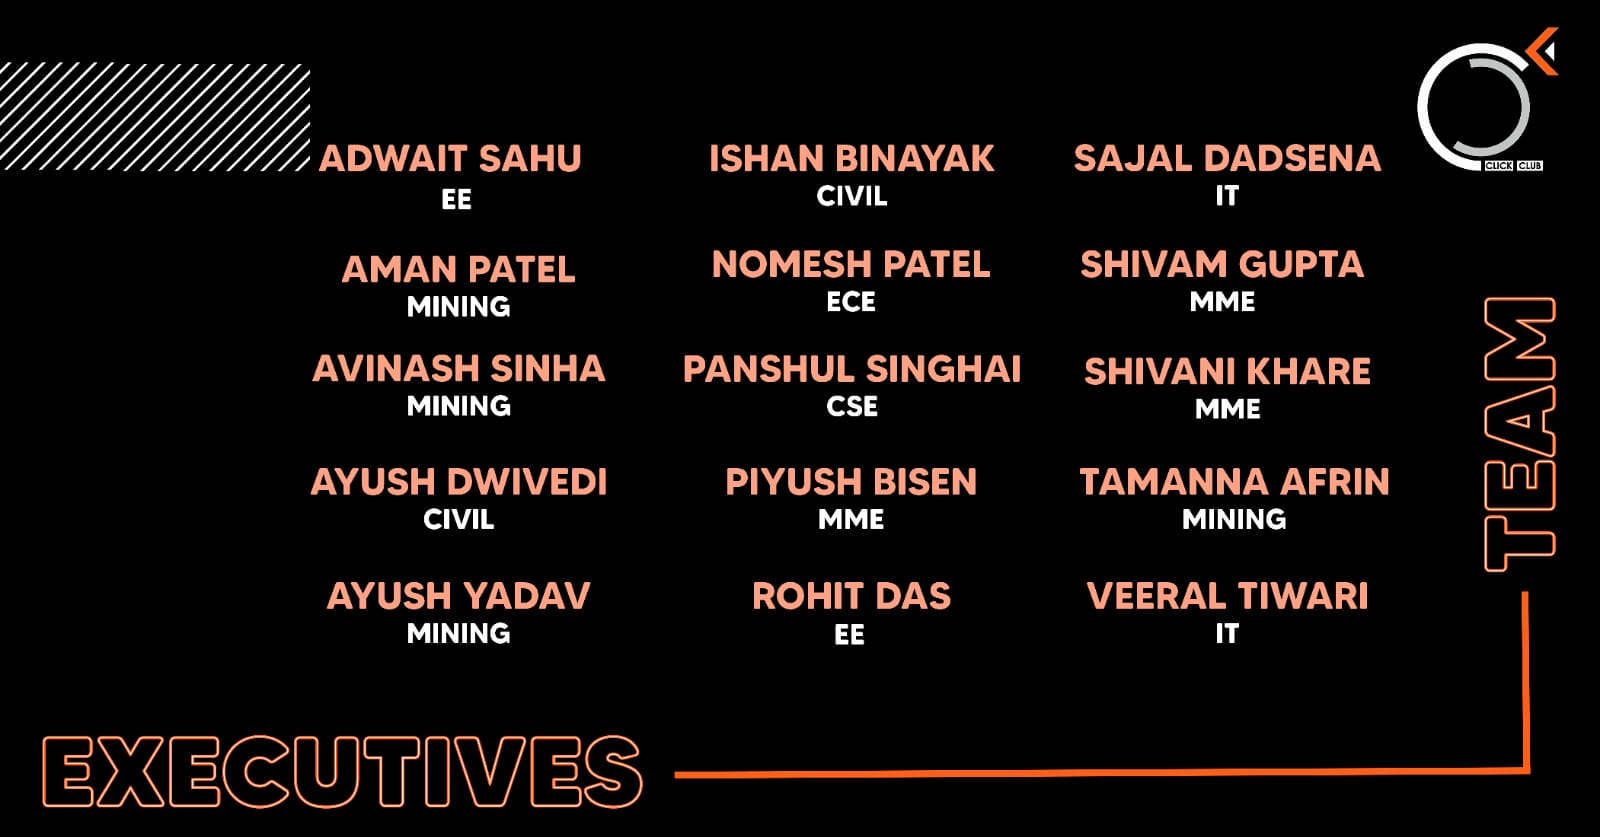 CLICK CLUB
ADWAIT SAHU
EE
AMAN PATEL
MINING
AVINASH SINHA
MINING
AYUSH DWIVEDI
CIVIL
AYUSH YADAV
MINING
ISHAN BINAYAK
CIVIL
NOMESH PATEL
ECE
PANSHUL SINGHAI
CSE
PIYUSH BISEN
MME
ROHIT DAS
EE
SAJAL DADSENA
IT
SHIVAM GUPTA
MME
SHIVANI KHARE
MME
TAMANNA AFRIN
MINING
VEERAL TIWARI
IT
TEAM
EXECUTIVES